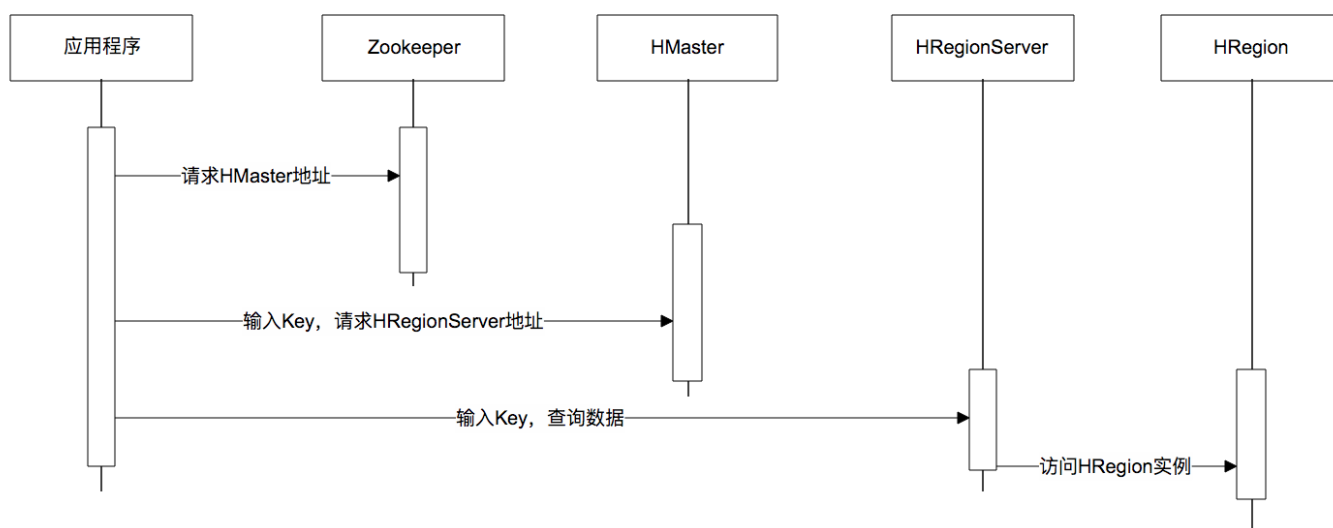 应用程序
Zookeeper
HMaster
HRegionServer
HRegion
请求HMaster地址
输入Key，请求HRegionServer地址
输入Key，查询数据
访问HRegion实例